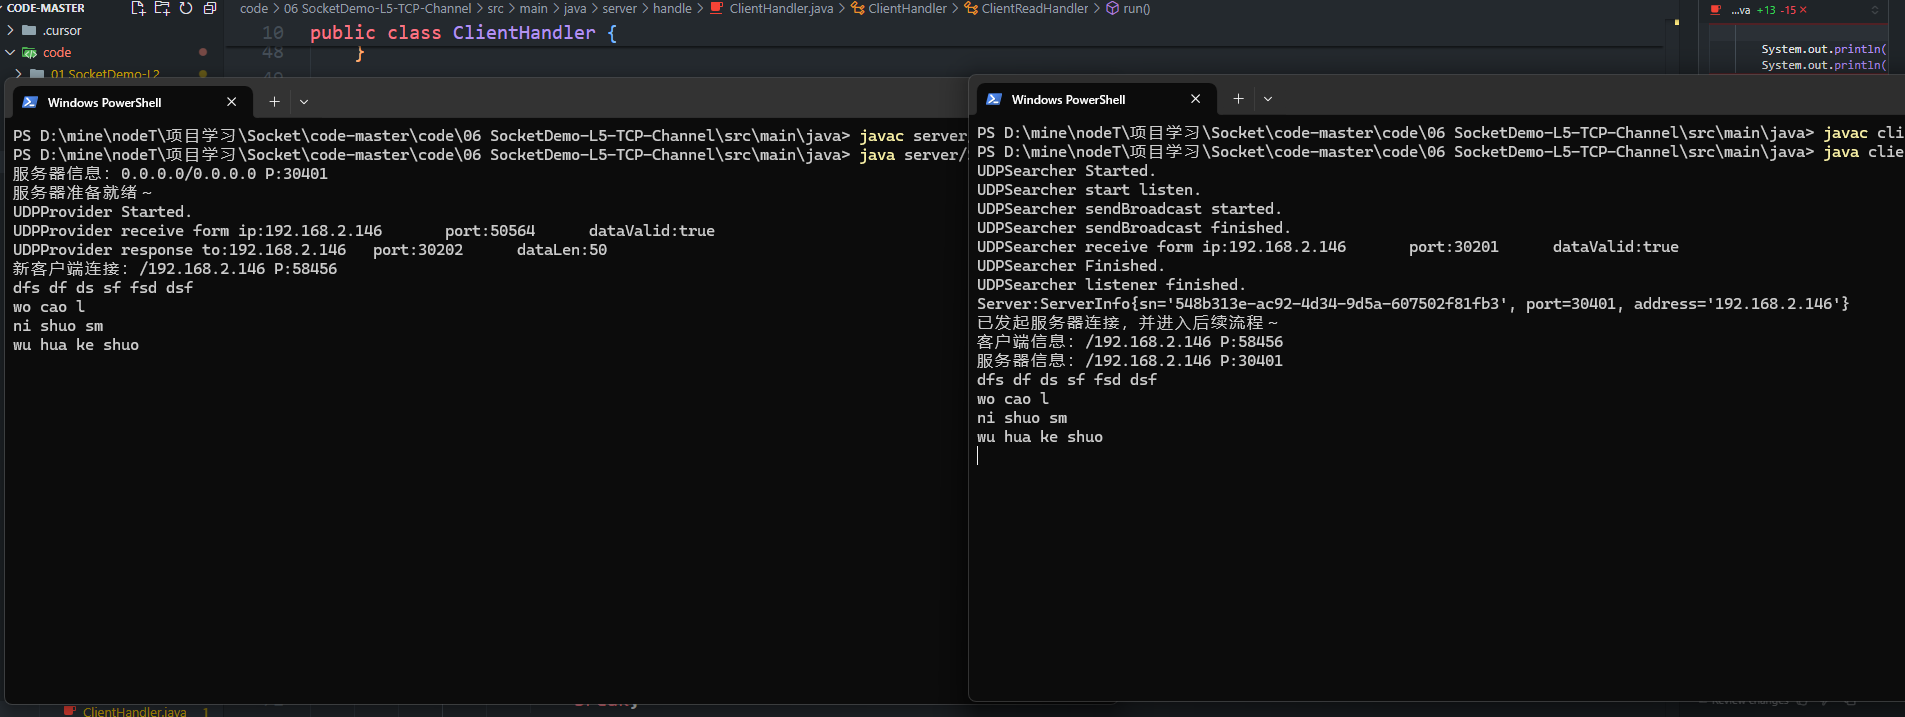 CODE-MASTER
code > 06 SocketDemo-L5-TCP-Channel > src > main > java > server > handle > ClientHandler.java > ClientHandler > ClientReadHandler > run()
...va +13 -15 ×
.cursor
10 public class ClientHandler {
code
48 }
System.out.println(
System.out.println(
01 SocketDemo-L2
Windows PowerShell
PS D:\mine\nodeT\项目学习\Socket\code-master\code\06 SocketDemo-L5-TCP-Channel\src\main\java> javac server
PS D:\mine\nodeT\项目学习\Socket\code-master\code\06 SocketDemo-L5-TCP-Channel\src\main\java> java server/
服务器信息: 0.0.0.0/0.0.0.0 P:30401
服务器准备就绪～
UDPProvider Started.
UDPProvider receive form ip:192.168.2.146 port:50564 dataValid:true
UDPProvider response to:192.168.2.146 port:30202 dataLen:50
新客户端连接: /192.168.2.146 P:58456
dfs df ds sf fsd dsf
wo cao l
ni shuo sm
wu hua ke shuo
Windows PowerShell
PS D:\mine\nodeT\项目学习\Socket\code-master\code\06 SocketDemo-L5-TCP-Channel\src\main\java> javac cli
PS D:\mine\nodeT\项目学习\Socket\code-master\code\06 SocketDemo-L5-TCP-Channel\src\main\java> java clie
UDPSearcher Started.
UDPSearcher start listen.
UDPSearcher sendBroadcast started.
UDPSearcher sendBroadcast finished.
UDPSearcher receive form ip:192.168.2.146 port:30201 dataValid:true
UDPSearcher Finished.
UDPSearcher listener finished.
Server:ServerInfo{sn='548b313e-ac92-4d34-9d5a-607502f81fb3', port=30401, address='192.168.2.146'}
已发起服务器连接，并进入后续流程～
客户端信息: /192.168.2.146 P:58456
服务器信息: /192.168.2.146 P:30401
dfs df ds sf fsd dsf
wo cao l
ni shuo sm
wu hua ke shuo
ClientHandler.java 1